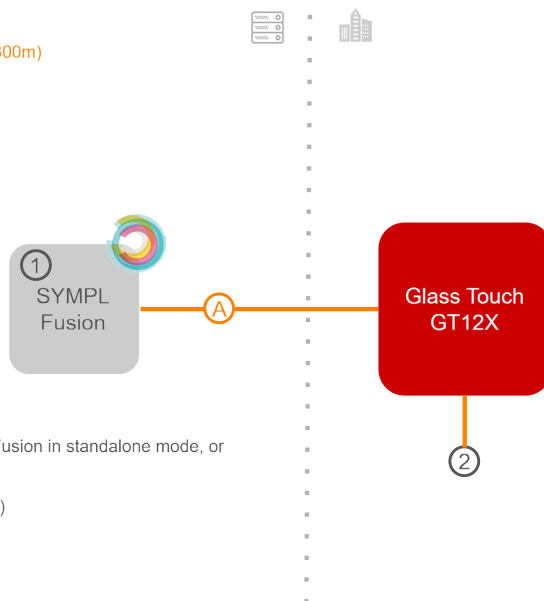 00m)
1
SYMPL
Fusion
A
Glass Touch
GT12X
2
usion in standalone mode, or
)